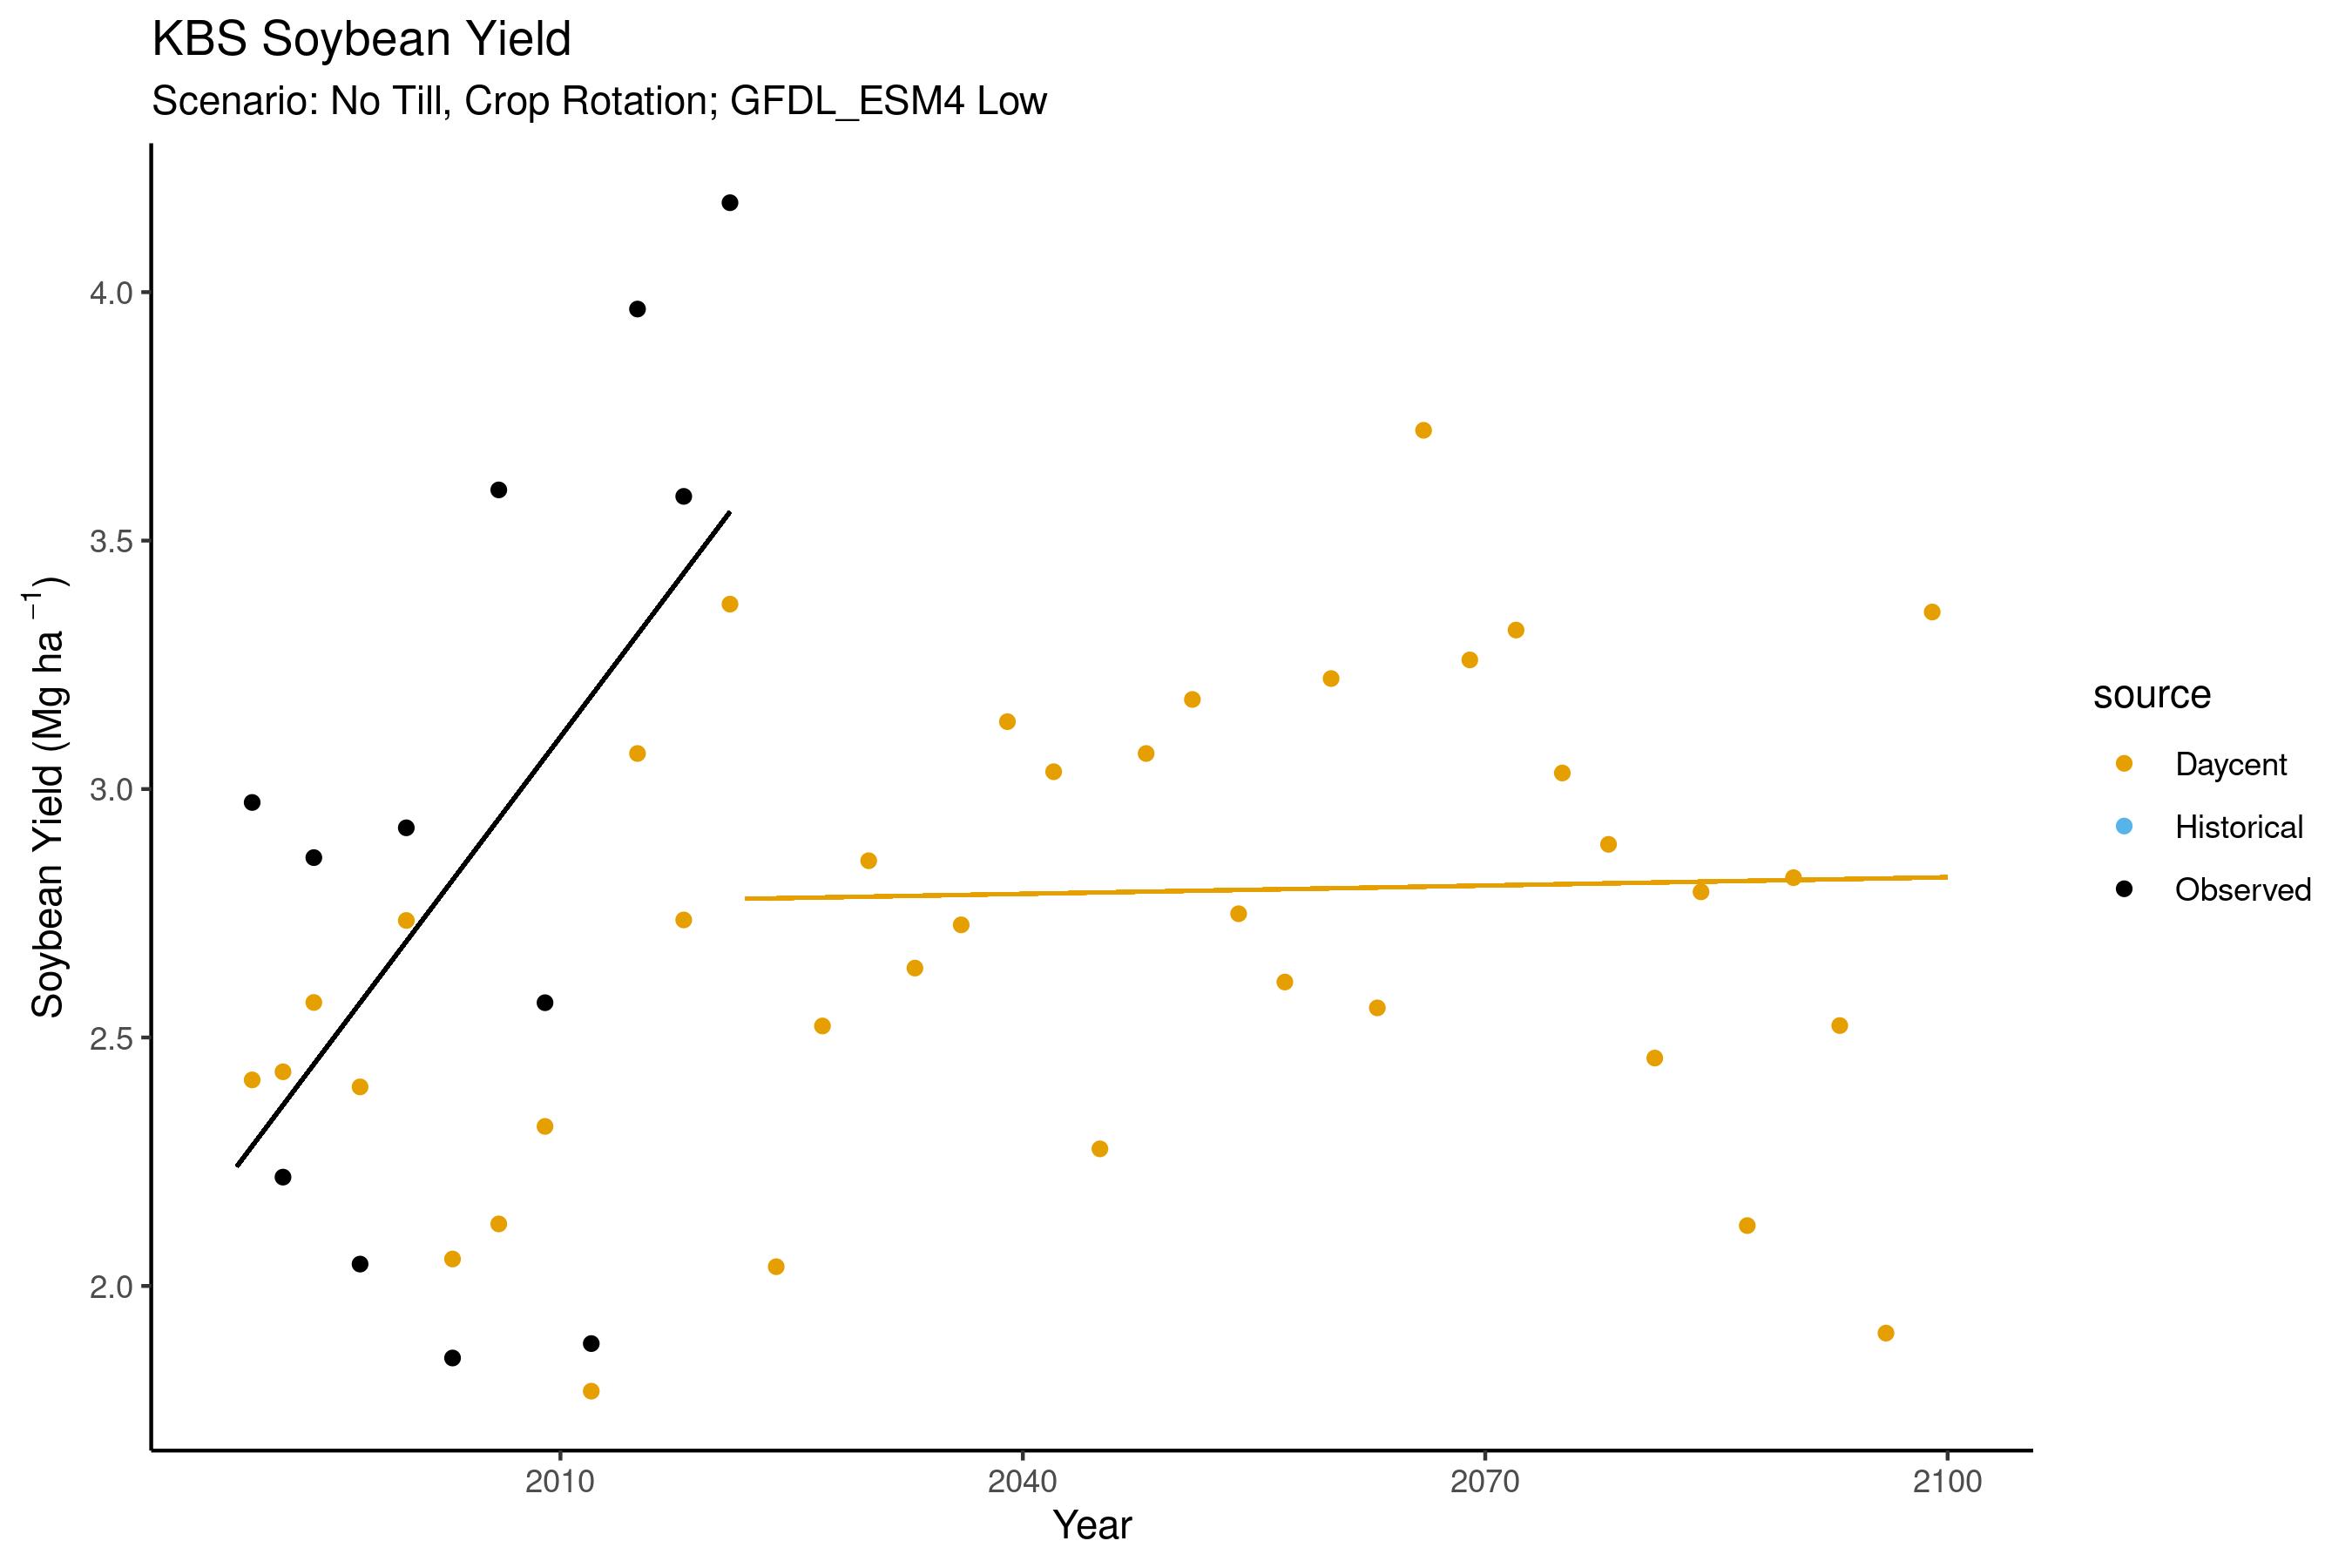 KBS Soybean Yield
Scenario: No Till, Crop Rotation; GFDL_ESM4 Low
Soybean Yield (Mg ha⁻¹)
4.0
3.5
3.0
2.5
2.0
2010
2040
2070
2100
Year
source
Daycent
Historical
Observed